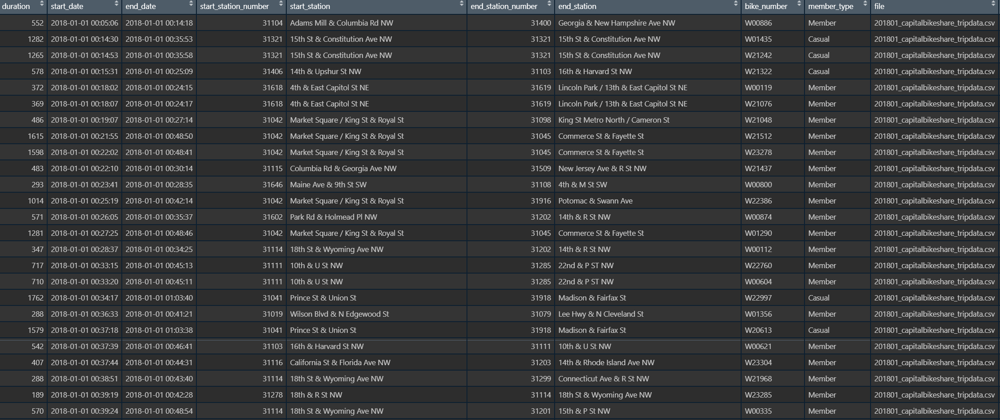 duration start_date end_date start_station_number start_station end_station_number end_station bike_number member_type file
552 2018-01-01 00:05:06 2018-01-01 00:14:18 31104 Adams Mill & Columbia Rd NW 31400 Georgia & New Hampshire Ave NW W00886 Member 201801_capitalbikeshare_tripdata.csv
1282 2018-01-01 00:14:30 2018-01-01 00:35:53 31321 15th St & Constitution Ave NW 31321 15th St & Constitution Ave NW W01435 Casual 201801_capitalbikeshare_tripdata.csv
1265 2018-01-01 00:14:53 2018-01-01 00:35:58 31321 15th St & Constitution Ave NW 31321 15th St & Constitution Ave NW W21242 Casual 201801_capitalbikeshare_tripdata.csv
578 2018-01-01 00:15:31 2018-01-01 00:25:09 31406 14th & Upshur St NW 31103 16th & Harvard St NW W21322 Casual 201801_capitalbikeshare_tripdata.csv
372 2018-01-01 00:18:02 2018-01-01 00:24:15 31618 4th & East Capitol St NE 31619 Lincoln Park / 13th & East Capitol St NE W00119 Member 201801_capitalbikeshare_tripdata.csv
369 2018-01-01 00:18:07 2018-01-01 00:24:17 31618 4th & East Capitol St NE 31619 Lincoln Park / 13th & East Capitol St NE W21076 Member 201801_capitalbikeshare_tripdata.csv
486 2018-01-01 00:19:07 2018-01-01 00:27:14 31042 Market Square / King St & Royal St 31098 King St Metro North / Cameron St W21048 Member 201801_capitalbikeshare_tripdata.csv
1615 2018-01-01 00:21:55 2018-01-01 00:48:50 31042 Market Square / King St & Royal St 31045 Commerce St & Fayette St W21512 Member 201801_capitalbikeshare_tripdata.csv
1598 2018-01-01 00:22:02 2018-01-01 00:48:41 31042 Market Square / King St & Royal St 31045 Commerce St & Fayette St W23278 Member 201801_capitalbikeshare_tripdata.csv
483 2018-01-01 00:22:10 2018-01-01 00:30:14 31115 Columbia Rd & Georgia Ave NW 31509 New Jersey Ave & R St NW W21437 Member 201801_capitalbikeshare_tripdata.csv
293 2018-01-01 00:23:41 2018-01-01 00:28:35 31646 Maine Ave & 9th St SW 31108 4th & M St SW W00800 Member 201801_capitalbikeshare_tripdata.csv
1014 2018-01-01 00:25:19 2018-01-01 00:42:14 31042 Market Square / King St & Royal St 31916 Potomac & Swann Ave W22386 Member 201801_capitalbikeshare_tripdata.csv
571 2018-01-01 00:26:05 2018-01-01 00:35:37 31602 Park Rd & Holmead Pl NW 31202 14th & R St NW W00874 Member 201801_capitalbikeshare_tripdata.csv
1281 2018-01-01 00:27:25 2018-01-01 00:48:46 31042 Market Square / King St & Royal St 31045 Commerce St & Fayette St W01290 Member 201801_capitalbikeshare_tripdata.csv
347 2018-01-01 00:28:37 2018-01-01 00:34:25 31114 18th St & Wyoming Ave NW 31202 14th & R St NW W00112 Member 201801_capitalbikeshare_tripdata.csv
717 2018-01-01 00:33:15 2018-01-01 00:45:13 31111 10th & U St NW 31285 22nd & P ST NW W22760 Member 201801_capitalbikeshare_tripdata.csv
710 2018-01-01 00:33:20 2018-01-01 00:45:11 31111 10th & U St NW 31285 22nd & P ST NW W00604 Member 201801_capitalbikeshare_tripdata.csv
1762 2018-01-01 00:34:17 2018-01-01 01:03:40 31041 Prince St & Union St 31918 Madison & Fairfax St W22997 Casual 201801_capitalbikeshare_tripdata.csv
288 2018-01-01 00:36:33 2018-01-01 00:41:21 31019 Wilson Blvd & N Edgewood St 31079 Lee Hwy & N Cleveland St W01356 Member 201801_capitalbikeshare_tripdata.csv
1579 2018-01-01 00:37:18 2018-01-01 01:03:38 31041 Prince St & Union St 31918 Madison & Fairfax St W20613 Casual 201801_capitalbikeshare_tripdata.csv
542 2018-01-01 00:37:39 2018-01-01 00:46:41 31103 16th & Harvard St NW 31111 10th & U St NW W00621 Member 201801_capitalbikeshare_tripdata.csv
407 2018-01-01 00:37:44 2018-01-01 00:44:31 31116 California St & Florida Ave NW 31203 14th & Rhode Island Ave NW W23304 Member 201801_capitalbikeshare_tripdata.csv
288 2018-01-01 00:38:51 2018-01-01 00:43:40 31114 18th St & Wyoming Ave NW 31299 Connecticut Ave & R St NW W21968 Member 201801_capitalbikeshare_tripdata.csv
189 2018-01-01 00:39:19 2018-01-01 00:42:28 31278 18th & R St NW 31114 18th St & Wyoming Ave NW W23285 Member 201801_capitalbikeshare_tripdata.csv
570 2018-01-01 00:39:24 2018-01-01 00:48:54 31114 18th St & Wyoming Ave NW 31201 15th & P St NW W00335 Member 201801_capitalbikeshare_tripdata.csv